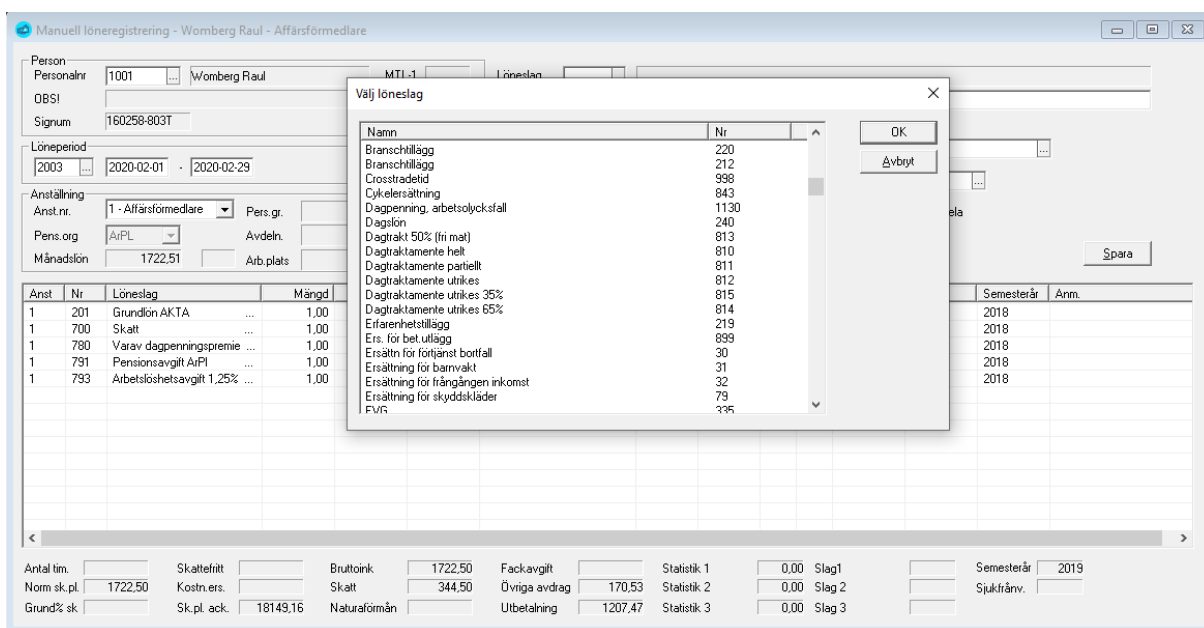 Manuell löneregistrering - Womberg Raul - Affärsförmedlare
Person
Personalnr 1001 ... Womberg Raul MTL-1 Löneslag
OBS!
Signum 160258-803T
Löneperiod
2003 ... 2020-02-01 - 2020-02-29
Anställning
Anst.nr. 1 - Affärsförmedlare Pers.gr.
Pens.org ArPL Avdeln.
Månadslön 1722,51 Arb.plats
...
...
ela
Spara
Välj löneslag
Namn Nr
Branschtillägg 220
Branschtillägg 212
Crosstradetid 998
Cykelersättning 843
Dagpenning, arbetsolycksfall 1130
Dagslön 240
Dagtrakt 50% (fri mat) 813
Dagtraktamente helt 810
Dagtraktamente partiellt 811
Dagtraktamente utrikes 812
Dagtraktamente utrikes 35% 815
Dagtraktamente utrikes 65% 814
Erfarenhetstillägg 219
Ers. för bet.utlägg 899
Ersättn för förtjänst bortfall 30
Ersättning för barnvakt 31
Ersättning för frångången inkomst 32
Ersättning för skyddskläder 79
FVG 335
OK
Avbryt
Anst Nr Löneslag Mängd Semesterår Anm.
1 201 Grundlön AKTA ... 1,00 2018
1 700 Skatt ... 1,00 2018
1 780 Varav dagpenningspremie ... 1,00 2018
1 791 Pensionsavgift ArPl ... 1,00 2018
1 793 Arbetslöshetsavgift 1,25% ... 1,00 2018
Antal tim. Skattefritt Bruttoink 1722,50 Fackavgift Statistik 1 0,00 Slag1 Semesterår 2019
Norm sk.pl. 1722,50 Kostn.ers. Skatt 344,50 Övriga avdrag 170,53 Statistik 2 0,00 Slag 2 Sjukfrånv.
Grund% sk Sk.pl. ack. 18149,16 Naturaförmån Utbetalning 1207,47 Statistik 3 0,00 Slag 3